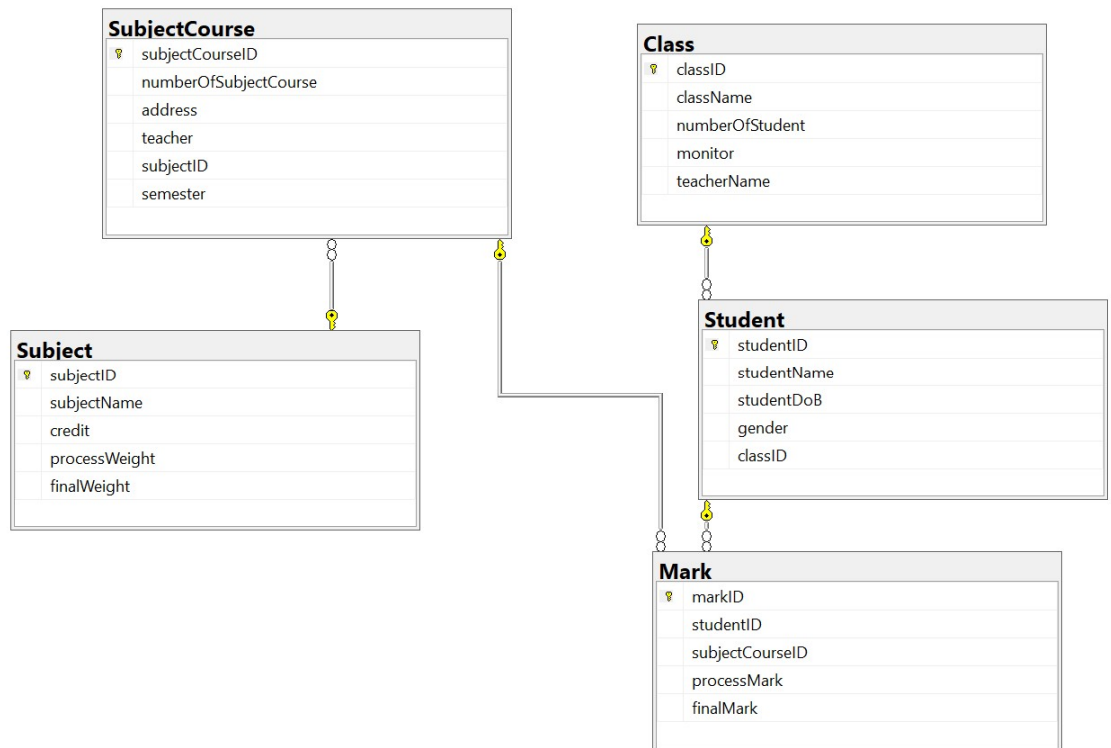 SubjectCourse
subjectCourseID
numberOfSubjectCourse
address
teacher
subjectID
semester
Class
classID
className
numberOfStudent
monitor
teacherName
Subject
subjectID
subjectName
credit
processWeight
finalWeight
Student
studentID
studentName
studentDoB
gender
classID
Mark
markID
studentID
subjectCourseID
processMark
finalMark